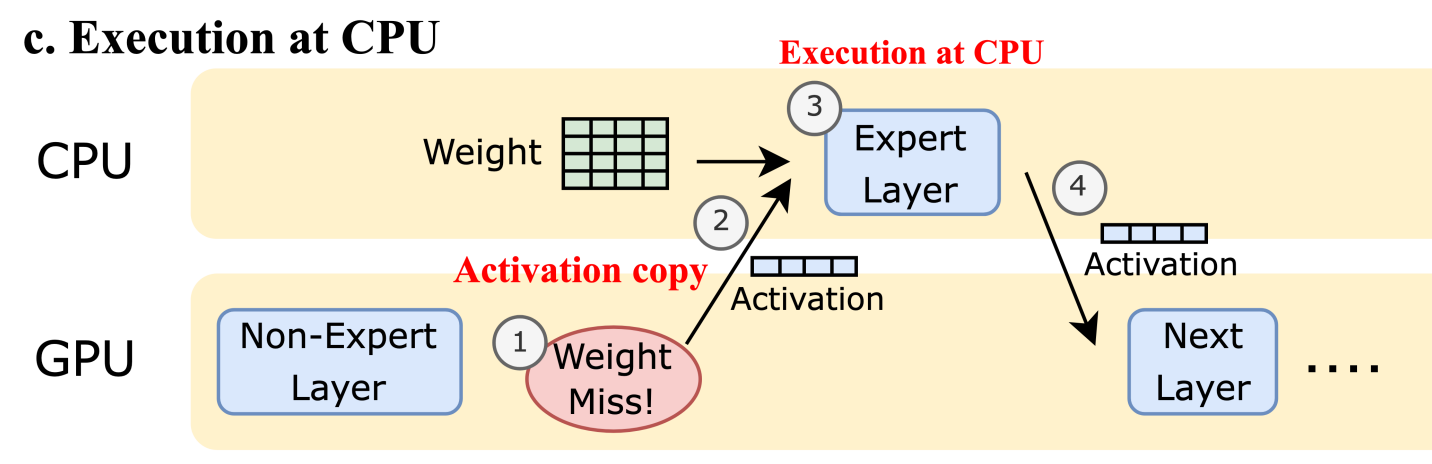 c. Execution at CPU
Execution at CPU
CPU
Weight
3
Expert
Layer
2
4
Activation copy
Activation
Activation
GPU
Non-Expert
Layer
1
Weight
Miss!
Next
Layer
....